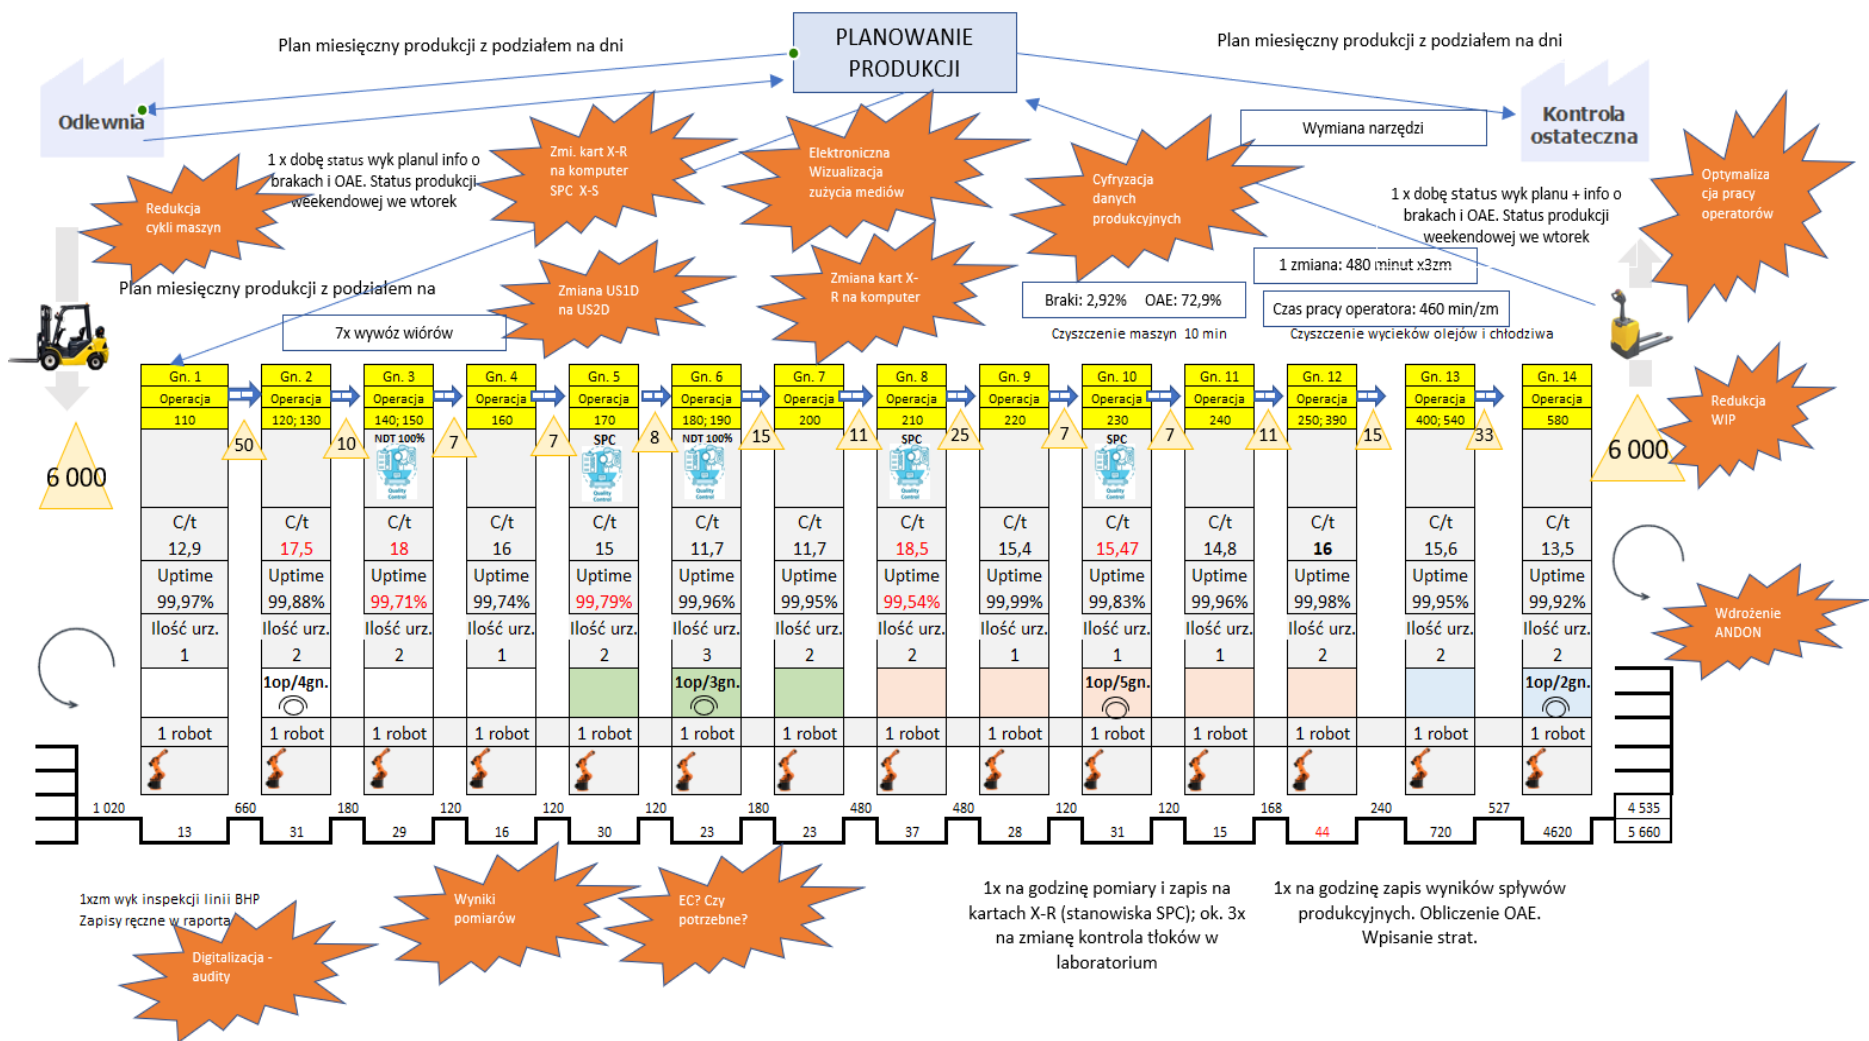 PLANOWANIE
PRODUKCJI
Plan miesięczny produkcji z podziałem na dni
Plan miesięczny produkcji z podziałem na dni
Odlewnia
Kontrola
ostateczna
Wymiana narzędzi
1 x dobę status wyk planul info o
brakach i OAE. Status produkcji
weekendowej we wtorek
Zmi. kart X-R
na komputer
SPC X-S
Elektroniczna
Wizualizacja
zużycia mediów
Cyfryzacja
danych
produkcyjnych
1 x dobę status wyk planu + info o
brakach i OAE. Status produkcji
weekendowej we wtorek
Optymaliza
cja pracy
operatorów
Redukcja
cykli maszyn
Plan miesięczny produkcji z podziałem na
Zmiana US1D
na US2D
Zmiana kart X-
R na komputer
1 zmiana: 480 minut x3zm
Braki: 2,92% OAE: 72,9%
Czas pracy operatora: 460 min/zm
7x wywóz wiórów
Czyszczenie maszyn 10 min
Czyszczenie wycieków olejów i chłodziwa
Gn. 1 Gn. 2 Gn. 3 Gn. 4 Gn. 5 Gn. 6 Gn. 7 Gn. 8 Gn. 9 Gn. 10 Gn. 11 Gn. 12 Gn. 13 Gn. 14
Operacja Operacja Operacja Operacja Operacja Operacja Operacja Operacja Operacja Operacja Operacja Operacja Operacja Operacja
110 120; 130 140; 150 160 170 180; 190 200 210 220 230 240 250; 390 400; 540 580
50 10 7 7 8 15 11 25 7 7 11 15 33
NDT 100% SPC NDT 100% SPC SPC
Quality Quality Quality Quality Quality
Control Control Control Control Control
6 000 6 000
Redukcja
WIP
C/t C/t C/t C/t C/t C/t C/t C/t C/t C/t C/t C/t C/t C/t
12,9 17,5 18 16 15 11,7 11,7 18,5 15,4 15,47 14,8 16 15,6 13,5
Uptime Uptime Uptime Uptime Uptime Uptime Uptime Uptime Uptime Uptime Uptime Uptime Uptime Uptime
99,97% 99,88% 99,71% 99,74% 99,79% 99,96% 99,95% 99,54% 99,99% 99,83% 99,96% 99,98% 99,95% 99,92%
Ilość urz. Ilość urz. Ilość urz. Ilość urz. Ilość urz. Ilość urz. Ilość urz. Ilość urz. Ilość urz. Ilość urz. Ilość urz. Ilość urz. Ilość urz. Ilość urz.
1 2 2 1 2 3 2 2 1 1 1 2 2 2
Wdrożenie
ANDON
1op/4gn. 1op/3gn. 1op/5gn. 1op/2gn.
1 robot 1 robot 1 robot 1 robot 1 robot 1 robot 1 robot 1 robot 1 robot 1 robot 1 robot 1 robot 1 robot 1 robot
1 020 660 180 120 120 120 180 480 480 120 120 168 240 527 4 535
13 31 29 16 30 23 23 37 28 31 15 44 720 4620 5 660
1xzm wyk inspekcji linii BHP
Zapisy ręczne w raporta
Digitalizacja -
audity
Wyniki
pomiarów
EC? Czy
potrzebne?
1x na godzinę pomiary i zapis na
kartach X-R (stanowiska SPC); ok. 3x
na zmianę kontrola tłoków w
laboratorium
1x na godzinę zapis wyników spływów
produkcyjnych. Obliczenie OAE.
Wpisanie strat.